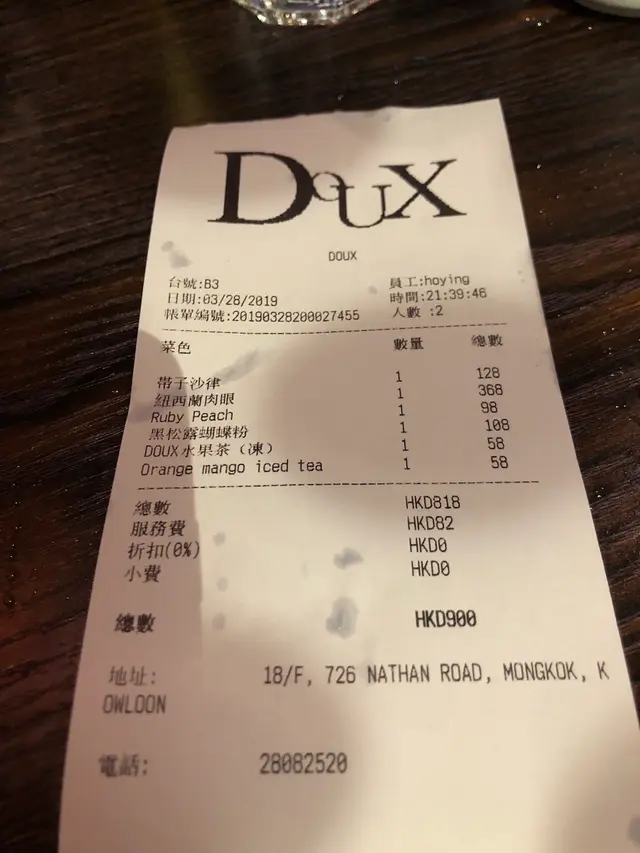 DOUX
DOUX
台號:B3 員工:hoying
日期:03/28/2019 時間:21:39:46
帳單編號:20190328200027455 人數 :2
菜色 數量 總數
帶子沙律 1 128
紐西蘭肉眼 1 368
Ruby Peach 1 98
黑松露蝴蝶粉 1 108
DOUX水果茶（凍） 1 58
Orange mango iced tea 1 58
總數 HKD818
服務費 HKD82
折扣(0%) HKD0
小費 HKD0
總數 HKD900
地址: 18/F, 726 NATHAN ROAD, MONGKOK, K
OWLOON
電話: 28082520